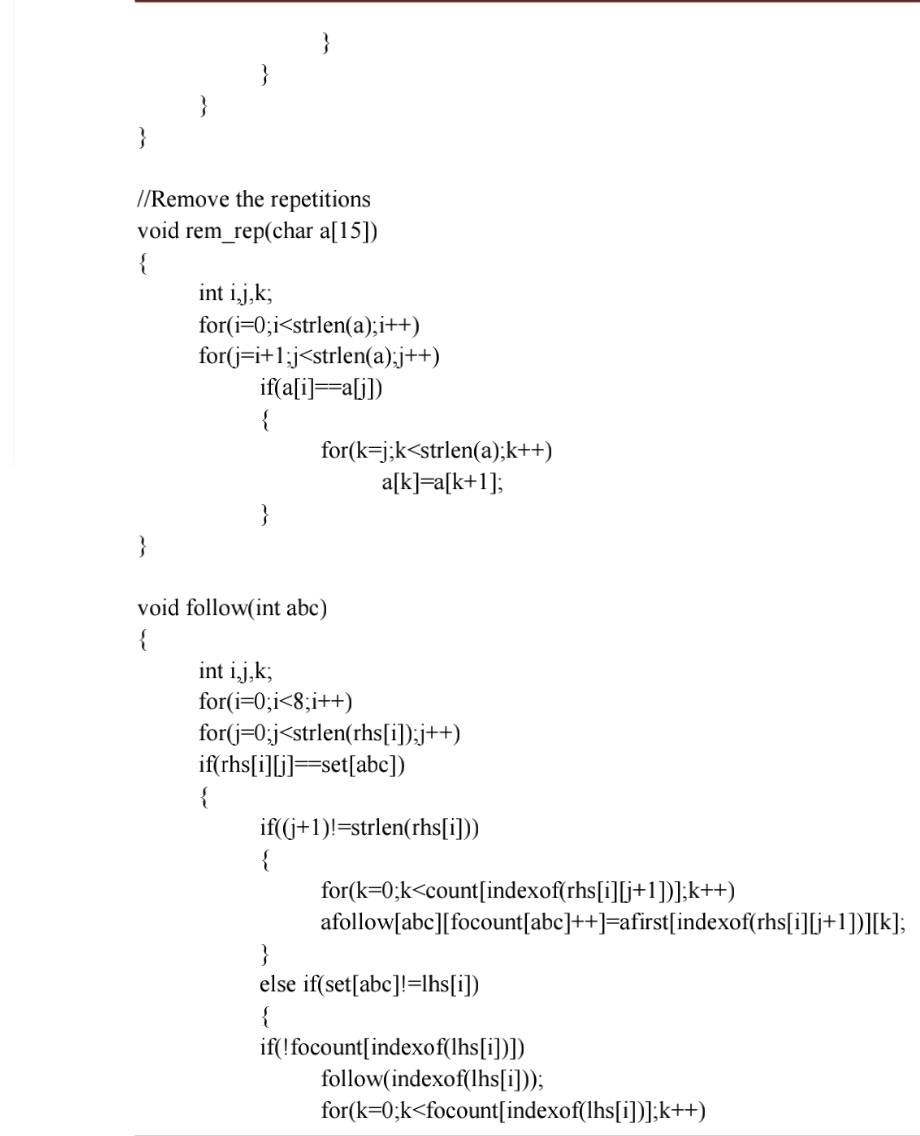 }
}
}
}
//Remove the repetitions
void rem_rep(char a[15])
{
int i,j,k;
for(i=0;i<strlen(a);i++)
for(j=i+1;j<strlen(a);j++)
if(a[i]==a[j])
{
for(k=j;k<strlen(a);k++)
a[k]=a[k+1];
}
}
void follow(int abc)
{
int i,j,k;
for(i=0;i<8;i++)
for(j=0;j<strlen(rhs[i]);j++)
if(rhs[i][j]==set[abc])
{
if((j+1)!=strlen(rhs[i]))
{
for(k=0;k<count[indexof(rhs[i][j+1])];k++)
afollow[abc][focount[abc]++]=afirst[indexof(rhs[i][j+1])][k];
}
else if(set[abc]!=lhs[i])
{
if(!focount[indexof(lhs[i])])
follow(indexof(lhs[i]));
for(k=0;k<focount[indexof(lhs[i])];k++)